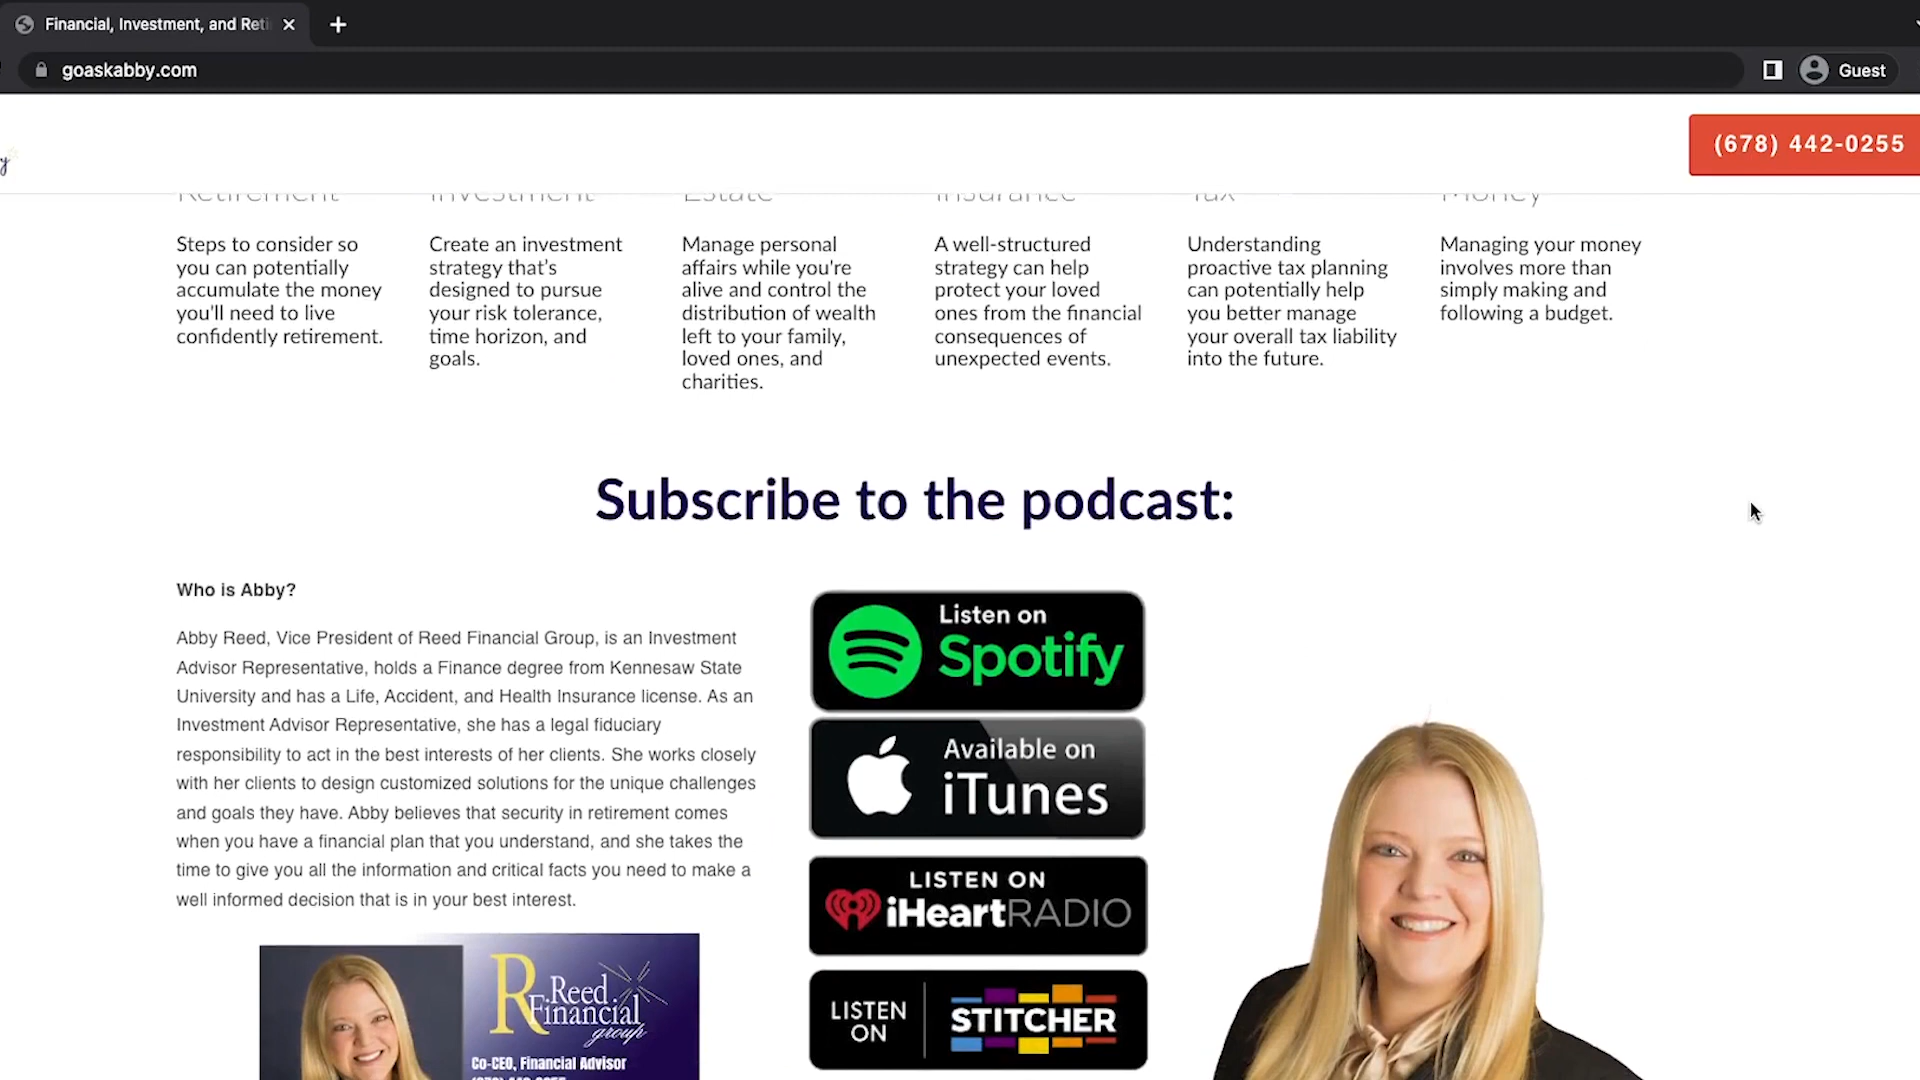 Financial, Investment, and Reti
goaskabby.com
Guest
y
(678) 442-0255
Retirement
Investment
Estate
Insurance
Tax
Money
Steps to consider so
you can potentially
accumulate the money
you'll need to live
confidently retirement.
Create an investment
strategy that's
designed to pursue
your risk tolerance,
time horizon, and
goals.
Manage personal
affairs while you're
alive and control the
distribution of wealth
left to your family,
loved ones, and
charities.
A well-structured
strategy can help
protect your loved
ones from the financial
consequences of
unexpected events.
Understanding
proactive tax planning
can potentially help
you better manage
your overall tax liability
into the future.
Managing your money
involves more than
simply making and
following a budget.
Subscribe to the podcast:
Who is Abby?
Abby Reed, Vice President of Reed Financial Group, is an Investment
Advisor Representative, holds a Finance degree from Kennesaw State
University and has a Life, Accident, and Health Insurance license. As an
Investment Advisor Representative, she has a legal fiduciary
responsibility to act in the best interests of her clients. She works closely
with her clients to design customized solutions for the unique challenges
and goals they have. Abby believes that security in retirement comes
when you have a financial plan that you understand, and she takes the
time to give you all the information and critical facts you need to make a
well informed decision that is in your best interest.
R Reed
Financial
group
Co-CEO, Financial Advisor
Listen on
Spotify
Available on
iTunes
LISTEN ON
iHeartRADIO
LISTEN
ON
STITCHER